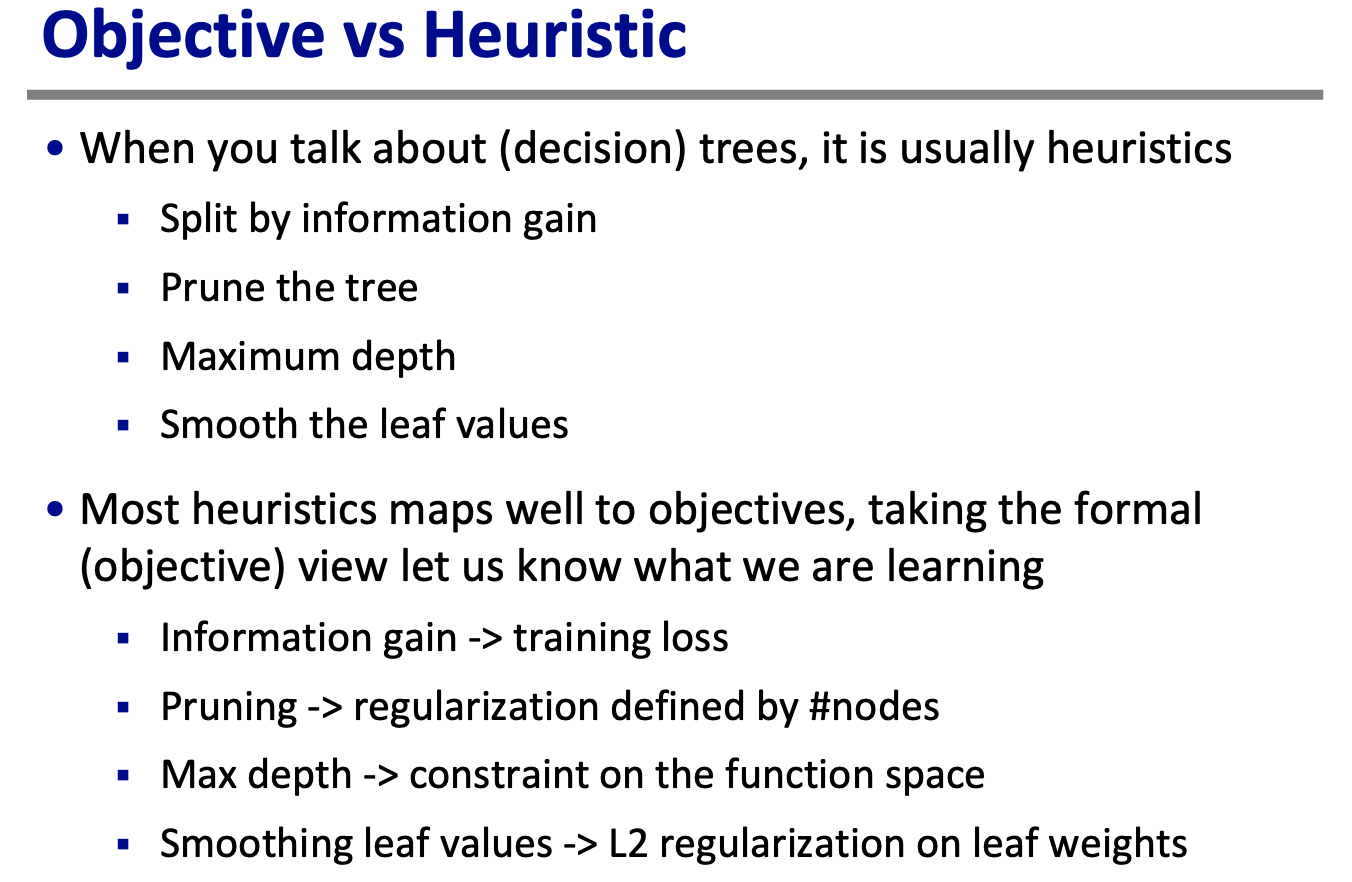 Objective vs Heuristic
• When you talk about (decision) trees, it is usually heuristics
▪ Split by information gain
▪ Prune the tree
▪ Maximum depth
▪ Smooth the leaf values
• Most heuristics maps well to objectives, taking the formal
(objective) view let us know what we are learning
▪ Information gain -> training loss
▪ Pruning -> regularization defined by #nodes
▪ Max depth -> constraint on the function space
▪ Smoothing leaf values -> L2 regularization on leaf weights